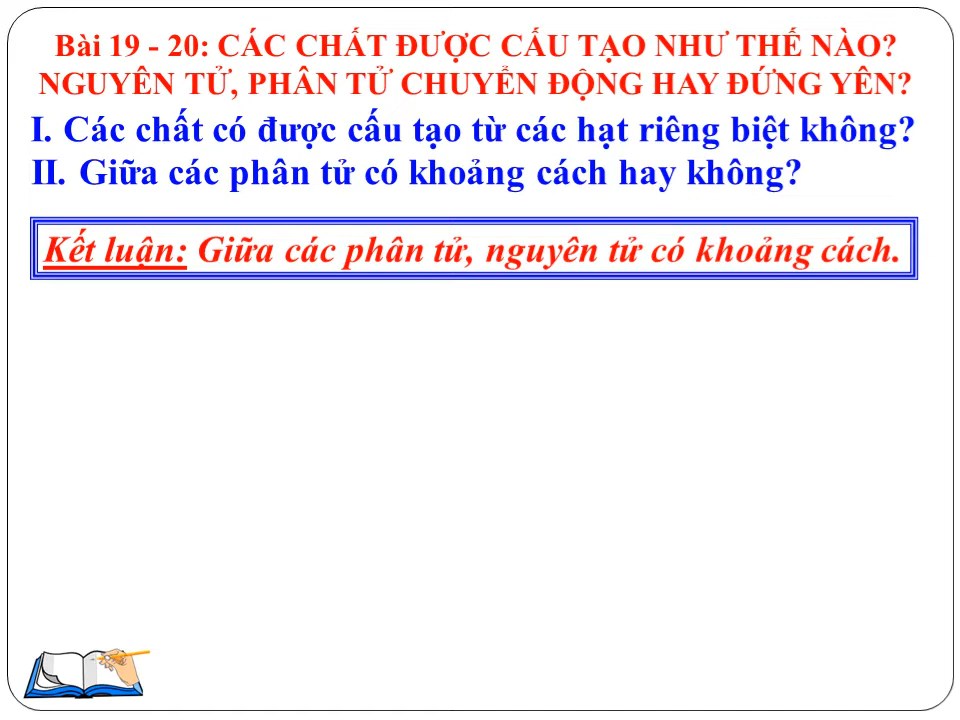 Bài 19 - 20: CÁC CHẤT ĐƯỢC CẤU TẠO NHƯ THẾ NÀO?
NGUYÊN TỬ, PHÂN TỬ CHUYỂN ĐỘNG HAY ĐỨNG YÊN?
I. Các chất có được cấu tạo từ các hạt riêng biệt không?
II. Giữa các phân tử có khoảng cách hay không?
Kết luận: Giữa các phân tử, nguyên tử có khoảng cách.